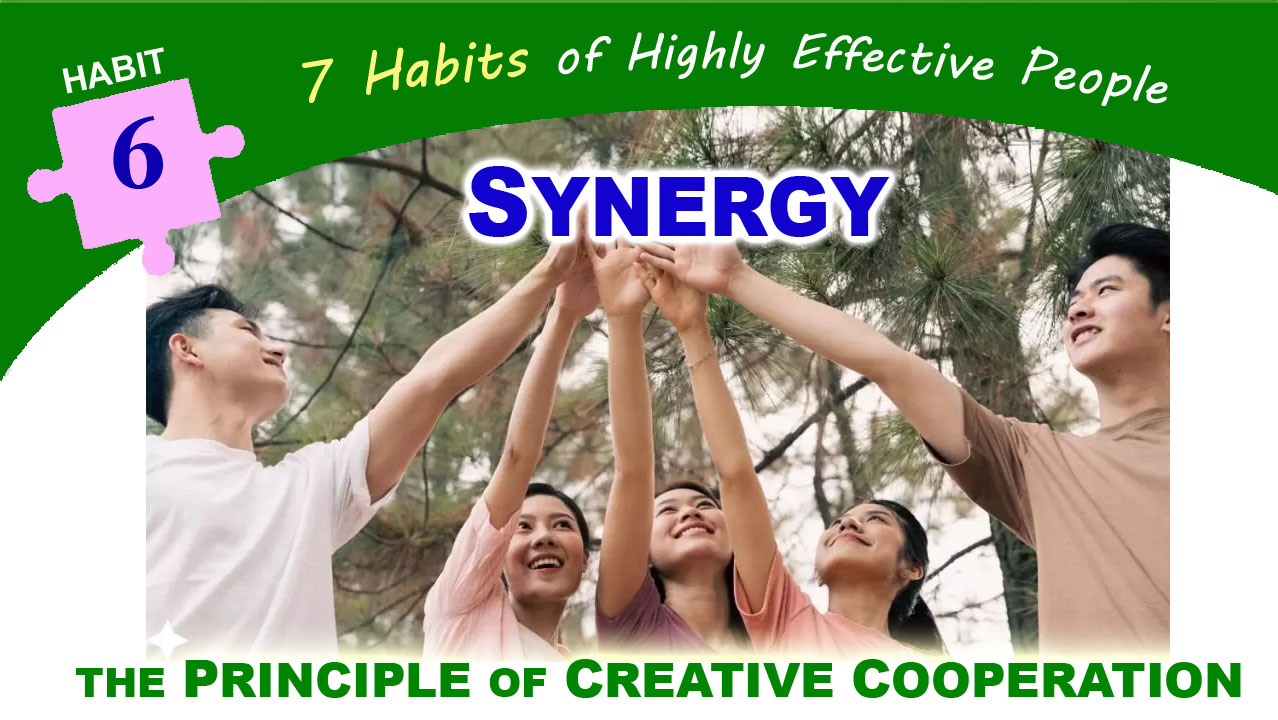 HABIT
6
7 Habits of Highly Effective People
SYNERGY
THE PRINCIPLE OF CREATIVE COOPERATION